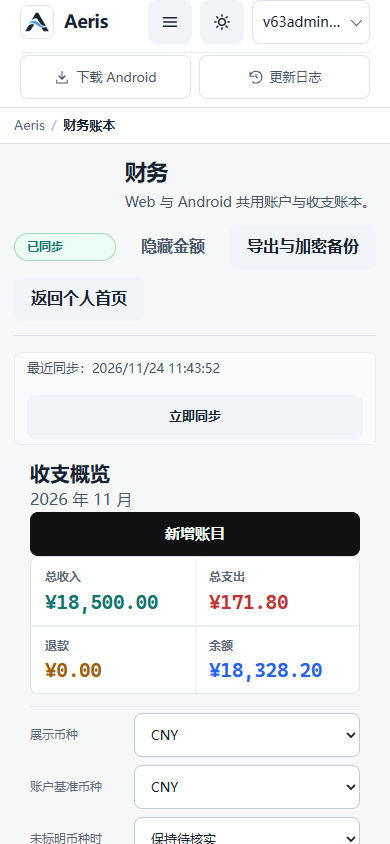 Aeris
v63admin...
下载 Android
更新日志
Aeris / 财务账本
财务
Web 与 Android 共用账户与收支账本。
已同步
隐藏金额
导出与加密备份
返回个人首页
最近同步：2026/11/24 11:43:52
立即同步
收支概览
2026 年 11 月
新增账目
总收入
¥18,500.00
总支出
¥171.80
退款
¥0.00
余额
¥18,328.20
展示币种
CNY
账户基准币种
CNY
未标明币种时
保持待核实